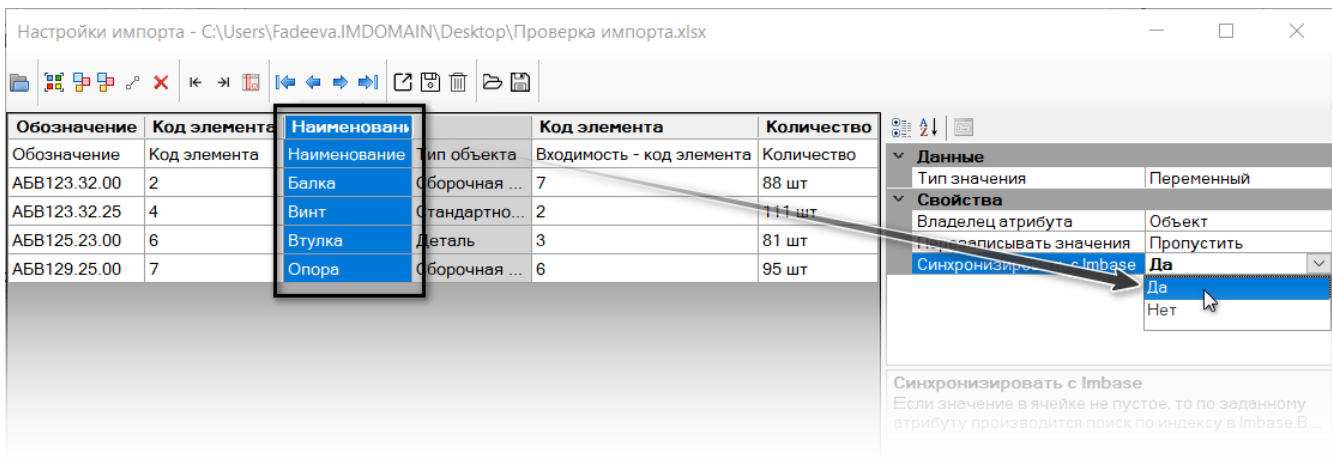 Настройки импорта - C:\Users\Fadeeva.IMDOMAIN\Desktop\Проверка импорта.xlsx
Обозначение Код элемента Наименовани Код элемента Количество
Обозначение Код элемента Наименование Тип объекта Входимость - код элемента Количество
АБВ123.32.00 2 Балка Сборочная ... 7 88 шт
АБВ123.32.25 4 Винт Стандартно... 2 111 шт
АБВ125.23.00 6 Втулка Деталь 3 81 шт
АБВ129.25.00 7 Опора Сборочная ... 6 95 шт
Данные
Тип значения Переменный
Свойства
Владелец атрибута Объект
Перезаписывать значения Пропустить
Синхронизировать с Imbase Да
Да
Нет
Синхронизировать с Imbase
Если значение в ячейке не пустое, то по заданному
атрибуту производится поиск по индексу в Imbase.В ...